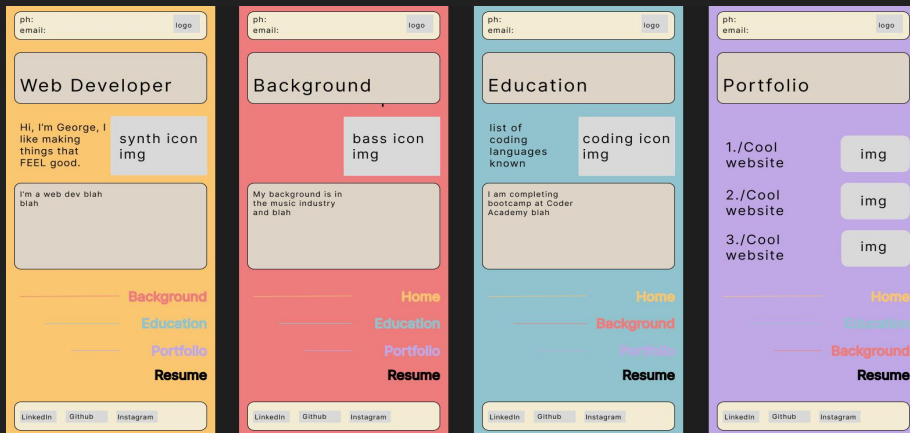 ph:
email:
logo
Web Developer
Hi, I'm George, I
like making
things that
FEEL good.
synth icon
img
I'm a web dev blah
blah
Background
Education
Portfolio
Resume
LinkedIn Github Instagram
ph:
email:
logo
Background
bass icon
img
My background is in
the music industry
and blah
Home
Education
Portfolio
Resume
LinkedIn Github Instagram
ph:
email:
logo
Education
list of
coding
languages
known
coding icon
img
I am completing
bootcamp at Coder
Academy blah
Home
Background
Portfolio
Resume
LinkedIn Github Instagram
ph:
email:
logo
Portfolio
1./Cool
website
img
2./Cool
website
img
3./Cool
website
img
Home
Education
Background
Resume
LinkedIn Github Instagram